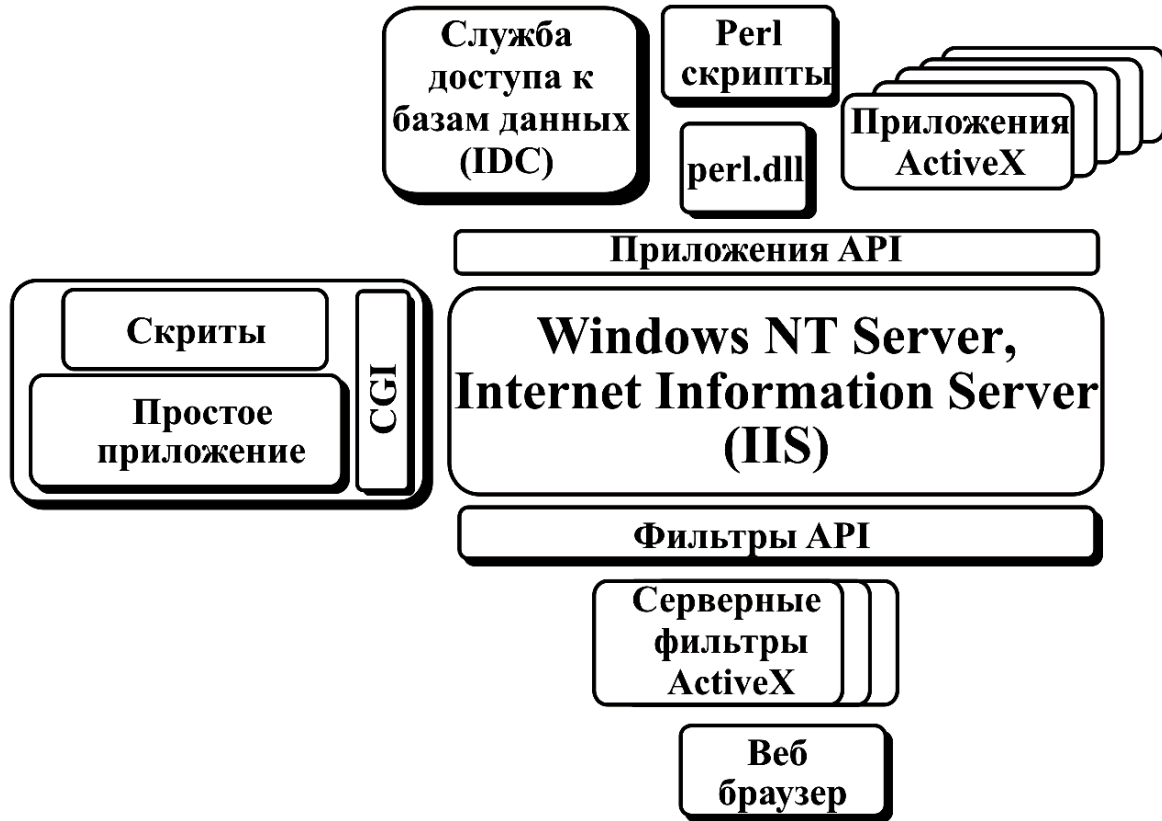 Служба
доступа к
базам данных
(IDC)
Perl
скрипты
perl.dll
Приложения
ActiveX
Приложения API
Скриты
Простое
приложение
CGI
Windows NT Server,
Internet Information Server
(IIS)
Фильтры API
Серверные
фильтры
ActiveX
Веб
браузер